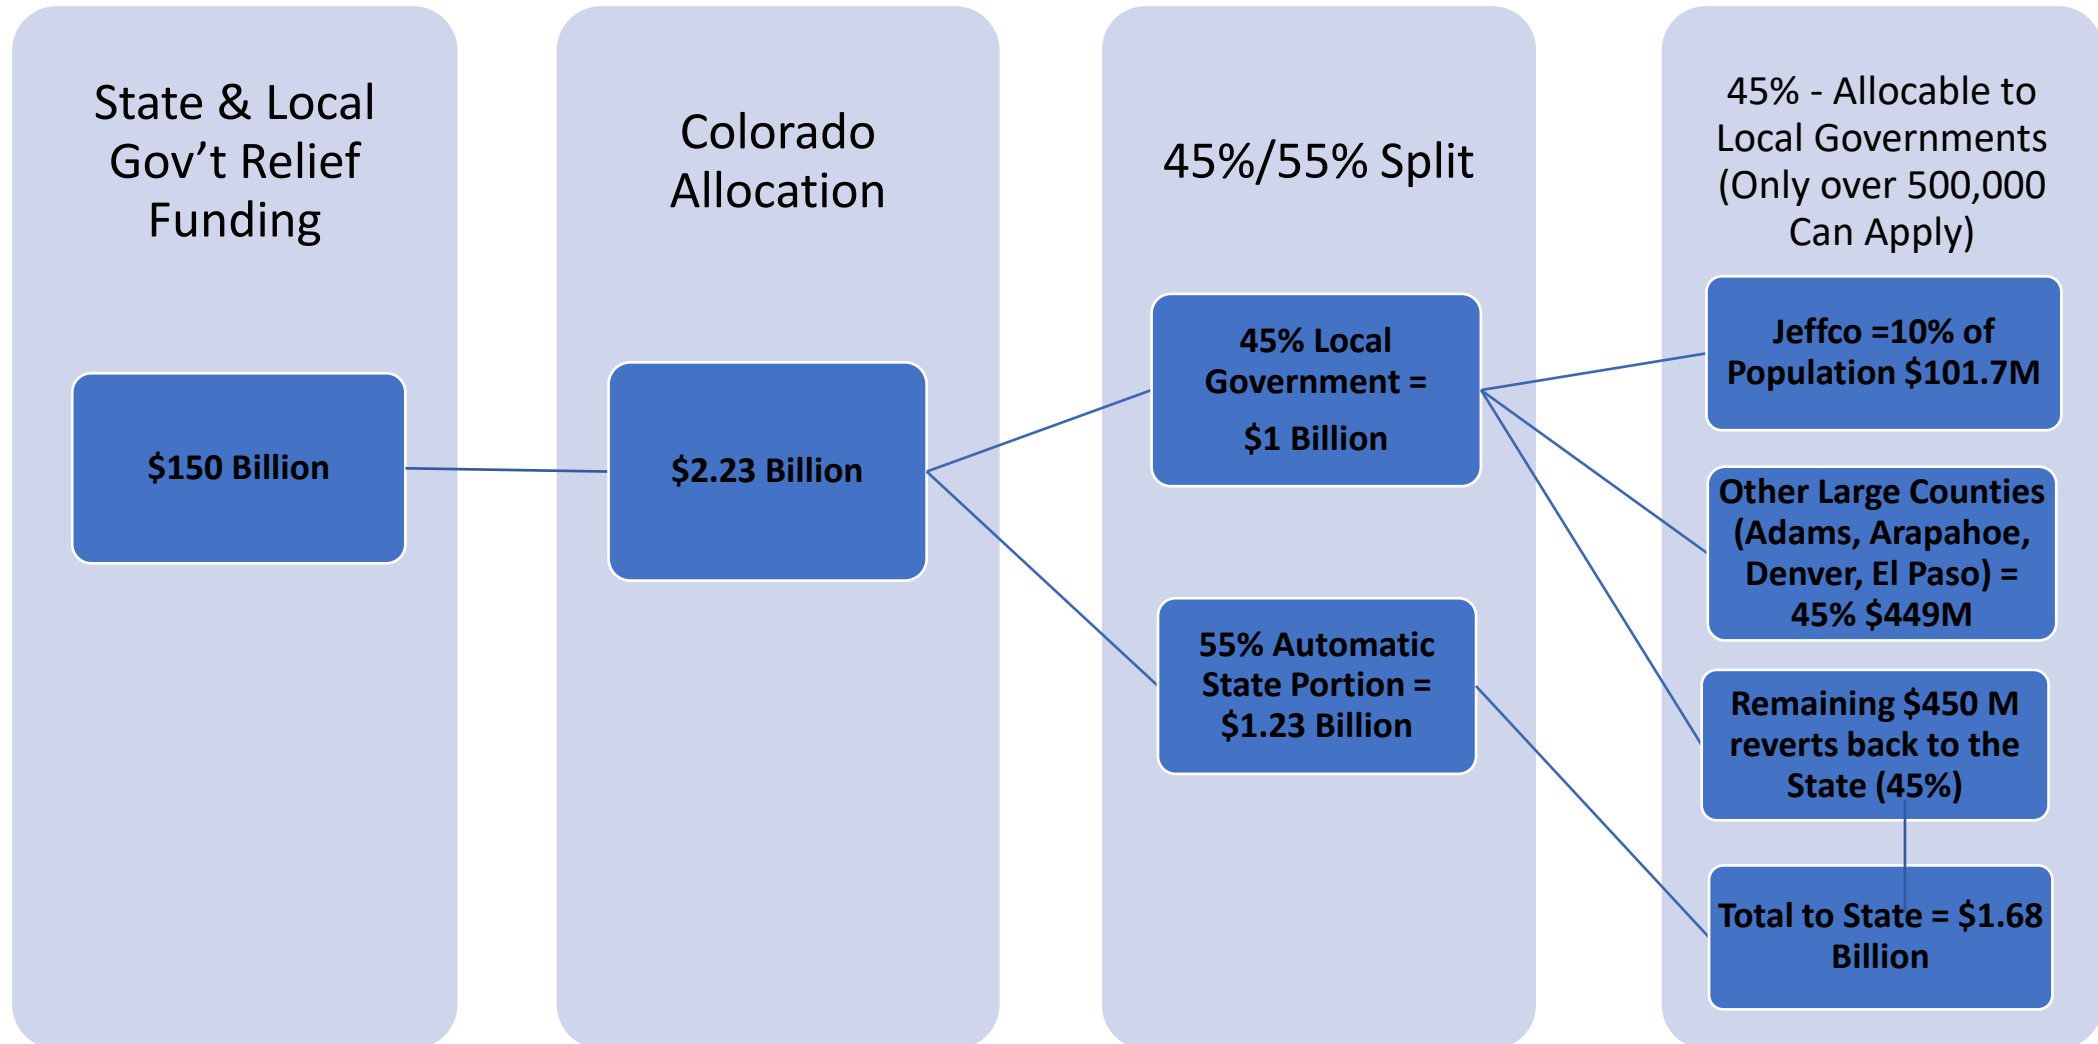 State & Local
Gov’t Relief
Funding
$150 Billion
Colorado
Allocation
$2.23 Billion
45%/55% Split
45% Local
Government =
$1 Billion
55% Automatic
State Portion =
$1.23 Billion
45% - Allocable to
Local Governments
(Only over 500,000
Can Apply)
Jeffco =10% of
Population $101.7M
Other Large Counties
(Adams, Arapahoe,
Denver, El Paso) =
45% $449M
Remaining $450 M
reverts back to the
State (45%)
Total to State = $1.68
Billion